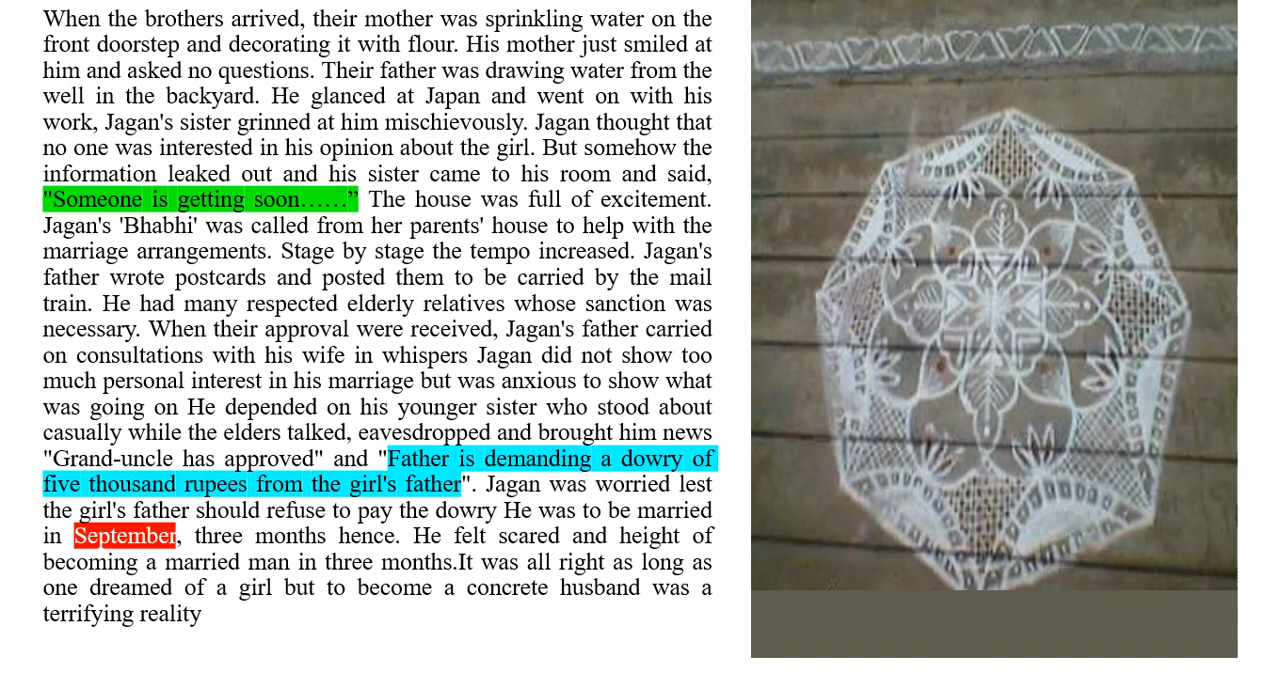 When the brothers arrived, their mother was sprinkling water on the
front doorstep and decorating it with flour. His mother just smiled at
him and asked no questions. Their father was drawing water from the
well in the backyard. He glanced at Japan and went on with his
work, Jagan's sister grinned at him mischievously. Jagan thought that
no one was interested in his opinion about the girl. But somehow the
information leaked out and his sister came to his room and said,
"Someone is getting soon......” The house was full of excitement.
Jagan's 'Bhabhi' was called from her parents' house to help with the
marriage arrangements. Stage by stage the tempo increased. Jagan's
father wrote postcards and posted them to be carried by the mail
train. He had many respected elderly relatives whose sanction was
necessary. When their approval were received, Jagan's father carried
on consultations with his wife in whispers Jagan did not show too
much personal interest in his marriage but was anxious to show what
was going on He depended on his younger sister who stood about
casually while the elders talked, eavesdropped and brought him news
"Grand-uncle has approved" and "Father is demanding a dowry of
five thousand rupees from the girl's father". Jagan was worried lest
the girl's father should refuse to pay the dowry He was to be married
in September, three months hence. He felt scared and height of
becoming a married man in three months.It was all right as long as
one dreamed of a girl but to become a concrete husband was a
terrifying reality